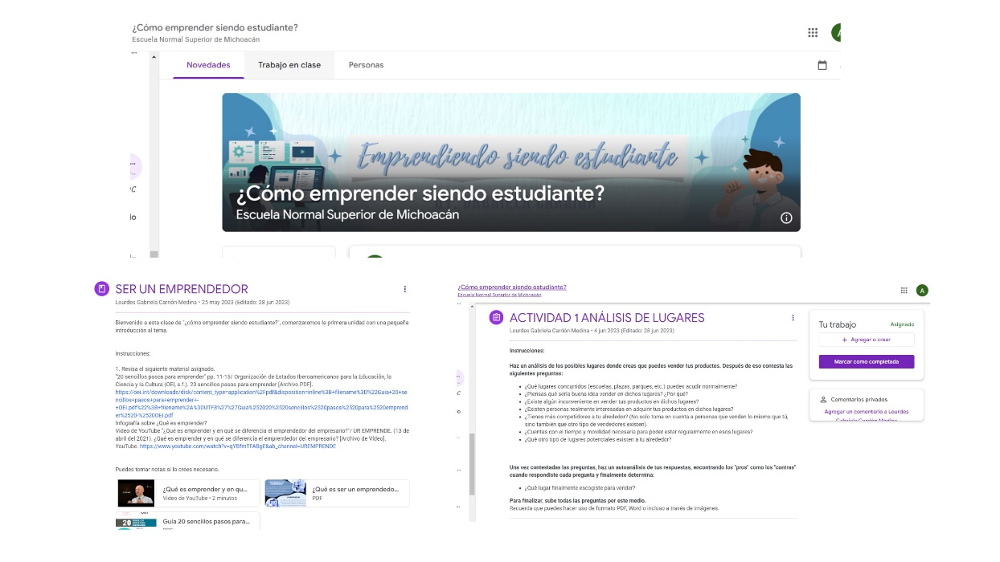 ¿Cómo emprender siendo estudiante?
Escuela Normal Superior de Michoacán
Novedades
Trabajo en clase
Personas
Emprendiendo siendo estudiante
¿Cómo emprender siendo estudiante?
Escuela Normal Superior de Michoacán
SER UN EMPRENDEDOR
Lourdes Gabriela Carrión Medina • 25 may 2023 (Editado: 28 jun 2023)
Bienvenido a esta clase de "¿cómo emprender siendo estudiante?", comenzaremos la primera unidad con una pequeña
introducción al tema.
Instrucciones:
1. Revisa el siguiente material asignado.
"20 sencillos pasos para emprender" pp. 11-15/ Organización de Estados Iberoamericanos para la Educación, la
Ciencia y la Cultura (OEI, s.f.). 20 sencillos pasos para emprender [Archivo PDF].
https://oei.int/downloads/disk/content_type=application%2Fpdf&disposition=inline%3B+filename%3D%22Guia+20+se
ncillos+pasos+para+emprender+-
+OEI.pdf%22%3B+filename%2A%3DUTF8%27%27Guia%252020%2520sencillos%2520pasos%2520para%2520emprend
er%2520-%2520OEI.pdf
Infografía sobre ¿Qué es emprender?
Video de YouTube "¿Qué es emprender y en qué se diferencia el emprendedor del empresario?"/ UR EMPRENDE. (13 de
abril del 2021). ¿Qué es emprender y en qué se diferencia el emprendedor del empresario? [Archivo de Vídeo].
YouTube. https://www.youtube.com/watch?v=qYBfmTFABgE&ab_channel=UREMPRENDE
Puedes tomar notas si lo crees necesario.
¿Qué es emprender y en qu...
Video de YouTube • 2 minutos
¿Qué es ser un emprendedo...
PDF
20
Guia 20 sencillos pasos para...
¿Cómo emprender siendo estudiante?
Escuela Normal Superior de Michoacán
A
ACTIVIDAD 1 ANÁLISIS DE LUGARES
Lourdes Gabriela Carrión Medina • 4 jun 2023 (Editado: 28 jun 2023)
Instrucciones:
Haz un análisis de los posibles lugares donde creas que puedes vender tus productos. Después de eso contesta las
siguientes preguntas:
• ¿Qué lugares concurridos (escuelas, plazas, parques, etc.) puedes acudir normalmente?
• ¿Piensas qué sería buena idea vender en dichos lugares? ¿Por qué?
• ¿Existe algún inconveniente en vender tus productos en dichos lugares?
• ¿Existen personas realmente interesadas en adquirir tus productos en dichos lugares?
• ¿Tienes más competidores a tu alrededor? (No solo toma en cuenta a personas que venden lo mismo que tú,
sino también que otro tipo de vendedores existen).
• ¿Cuentas con el tiempo y movilidad necesaria para poder estar regularmente en esos lugares?
• ¿Qué otro tipo de lugares potenciales existen a tu alrededor?
Una vez contestadas las preguntas, haz un autoanálisis de tus respuestas, encontrando los "pros" como los "contras"
cuando respondiste cada pregunta y finalmente determina:
• ¿Qué lugar finalmente escogiste para vender?
Para finalizar, sube todas las preguntas por este medio.
Recuerda que puedes hacer uso de formato PDF, Word o incluso a través de imágenes.
Tu trabajo
Asignado
+ Agregar o crear
Marcar como completada
Comentarios privados
Agregar un comentario a Lourdes
Gabriela Carrión Medina